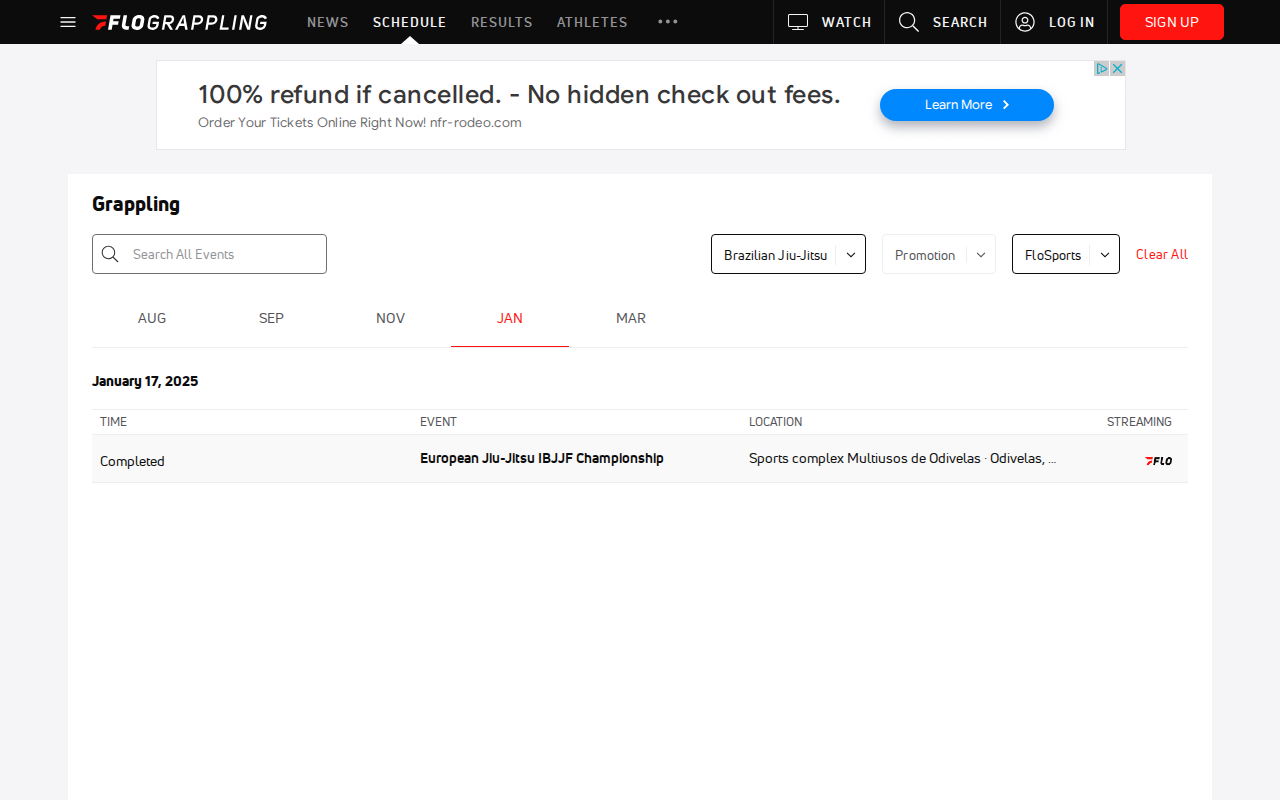 FLOGRAPPLING NEWS SCHEDULE RESULTS ATHLETES WATCH SEARCH LOG IN SIGN UP
100% refund if cancelled. - No hidden check out fees.
Order Your Tickets Online Right Now! nfr-rodeo.com
Learn More
Grappling
Search All Events Brazilian Jiu-Jitsu Promotion FloSports Clear All
AUG SEP NOV JAN MAR
January 17, 2025
TIME EVENT LOCATION STREAMING
Completed European Jiu-Jitsu IBJJF Championship Sports complex Multiusos de Odivelas · Odivelas, ... FLO